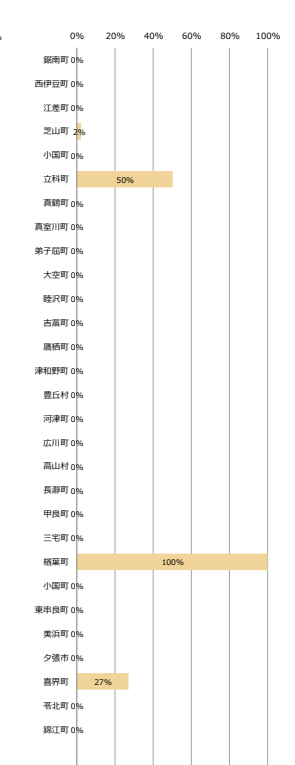 %
0% 20% 40% 60% 80% 100%
鋸南町 0%
西伊豆町 0%
江差町 0%
芝山町 2%
小国町 0%
立科町 50%
真鶴町 0%
真室川町 0%
弟子屈町 0%
大空町 0%
睦沢町 0%
吉富町 0%
鷹栖町 0%
津和野町 0%
豊丘村 0%
河津町 0%
広川町 0%
高山村 0%
長瀞町 0%
甲良町 0%
三宅町 0%
楢葉町 100%
小国町 0%
東串良町 0%
美浜町 0%
夕張市 0%
喜界町 27%
苓北町 0%
錦江町 0%